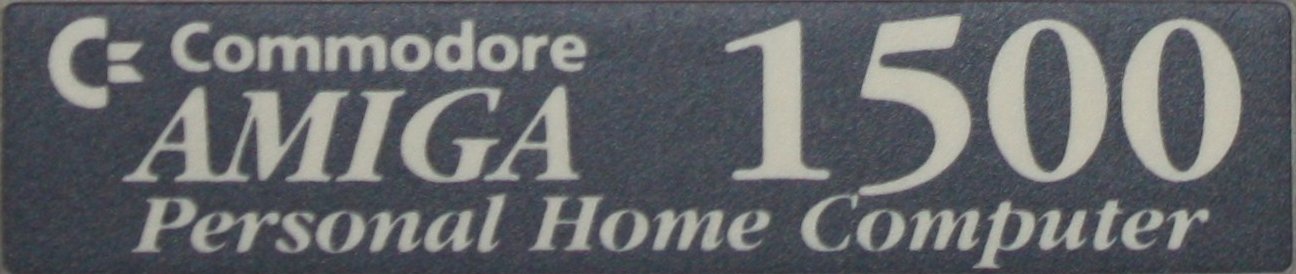 Commodore
AMIGA 1500
Personal Home Computer